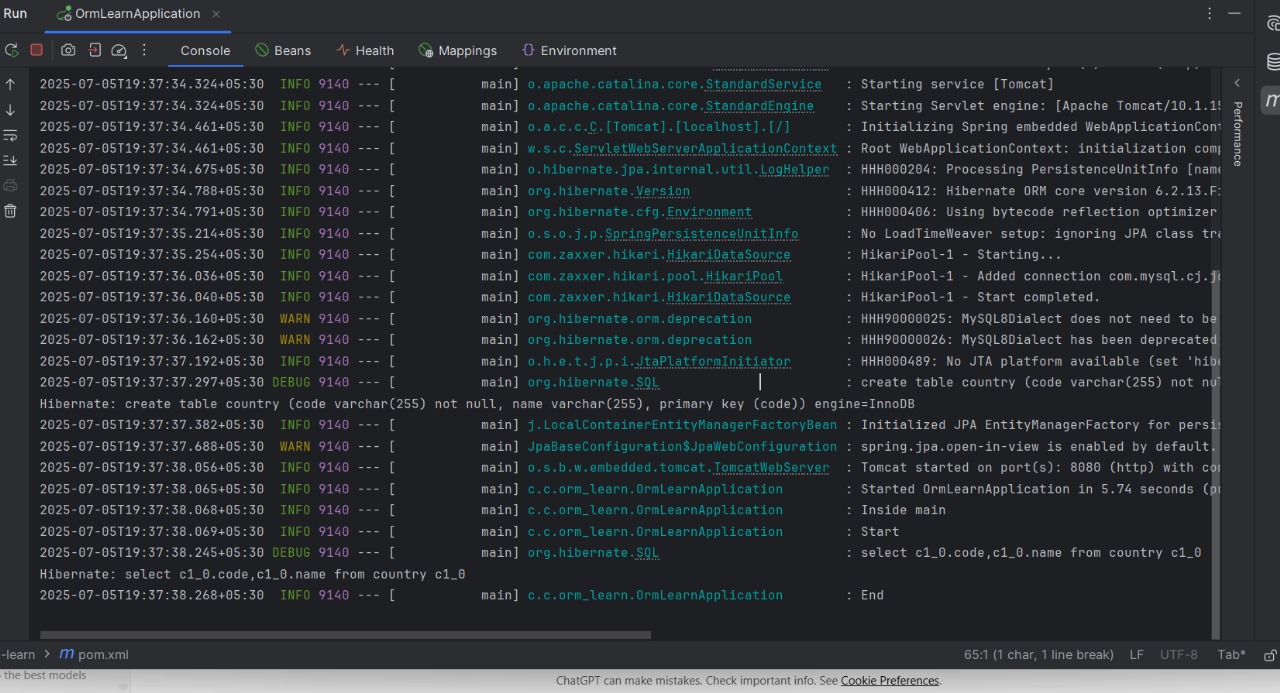 Run OrmLearnApplication
Console Beans Health Mappings Environment
2025-07-05T19:37:34.324+05:30 INFO 9140 --- [ main] o.apache.catalina.core.StandardService : Starting service [Tomcat]
2025-07-05T19:37:34.324+05:30 INFO 9140 --- [ main] o.apache.catalina.core.StandardEngine : Starting Servlet engine: [Apache Tomcat/10.1.15
2025-07-05T19:37:34.461+05:30 INFO 9140 --- [ main] o.a.c.c.C.[Tomcat].[localhost].[/] : Initializing Spring embedded WebApplicationCont
2025-07-05T19:37:34.461+05:30 INFO 9140 --- [ main] w.s.c.ServletWebServerApplicationContext : Root WebApplicationContext: initialization comp
2025-07-05T19:37:34.675+05:30 INFO 9140 --- [ main] o.hibernate.jpa.internal.util.LogHelper : HHH000204: Processing PersistenceUnitInfo [name
2025-07-05T19:37:34.788+05:30 INFO 9140 --- [ main] org.hibernate.Version : HHH000412: Hibernate ORM core version 6.2.13.Fi
2025-07-05T19:37:34.791+05:30 INFO 9140 --- [ main] org.hibernate.cfg.Environment : HHH000406: Using bytecode reflection optimizer
2025-07-05T19:37:35.214+05:30 INFO 9140 --- [ main] o.s.o.j.p.SpringPersistenceUnitInfo : No LoadTimeWeaver setup: ignoring JPA class tra
2025-07-05T19:37:35.254+05:30 INFO 9140 --- [ main] com.zaxxer.hikari.HikariDataSource : HikariPool-1 - Starting...
2025-07-05T19:37:36.036+05:30 INFO 9140 --- [ main] com.zaxxer.hikari.pool.HikariPool : HikariPool-1 - Added connection com.mysql.cj.jd
2025-07-05T19:37:36.040+05:30 INFO 9140 --- [ main] com.zaxxer.hikari.HikariDataSource : HikariPool-1 - Start completed.
2025-07-05T19:37:36.160+05:30 WARN 9140 --- [ main] org.hibernate.orm.deprecation : HHH90000025: MySQL8Dialect does not need to be
2025-07-05T19:37:36.162+05:30 WARN 9140 --- [ main] org.hibernate.orm.deprecation : HHH90000026: MySQL8Dialect has been deprecated
2025-07-05T19:37:37.192+05:30 INFO 9140 --- [ main] o.h.e.t.j.p.i.JtaPlatformInitiator : HHH000489: No JTA platform available (set 'hibe
2025-07-05T19:37:37.297+05:30 DEBUG 9140 --- [ main] org.hibernate.SQL : create table country (code varchar(255) not nul
Hibernate: create table country (code varchar(255) not null, name varchar(255), primary key (code)) engine=InnoDB
2025-07-05T19:37:37.382+05:30 INFO 9140 --- [ main] j.LocalContainerEntityManagerFactoryBean : Initialized JPA EntityManagerFactory for persis
2025-07-05T19:37:37.688+05:30 WARN 9140 --- [ main] JpaBaseConfiguration$JpaWebConfiguration : spring.jpa.open-in-view is enabled by default.
2025-07-05T19:37:38.056+05:30 INFO 9140 --- [ main] o.s.b.w.embedded.tomcat.TomcatWebServer : Tomcat started on port(s): 8080 (http) with con
2025-07-05T19:37:38.065+05:30 INFO 9140 --- [ main] c.c.orm_learn.OrmLearnApplication : Started OrmLearnApplication in 5.74 seconds (pr
2025-07-05T19:37:38.068+05:30 INFO 9140 --- [ main] c.c.orm_learn.OrmLearnApplication : Inside main
2025-07-05T19:37:38.069+05:30 INFO 9140 --- [ main] c.c.orm_learn.OrmLearnApplication : Start
2025-07-05T19:37:38.245+05:30 DEBUG 9140 --- [ main] org.hibernate.SQL : select c1_0.code,c1_0.name from country c1_0
Hibernate: select c1_0.code,c1_0.name from country c1_0
2025-07-05T19:37:38.268+05:30 INFO 9140 --- [ main] c.c.orm_learn.OrmLearnApplication : End
Performance
-learn > m pom.xml 65:1 (1 char, 1 line break) LF UTF-8 Tab*
the best models
ChatGPT can make mistakes. Check important info. See Cookie Preferences.